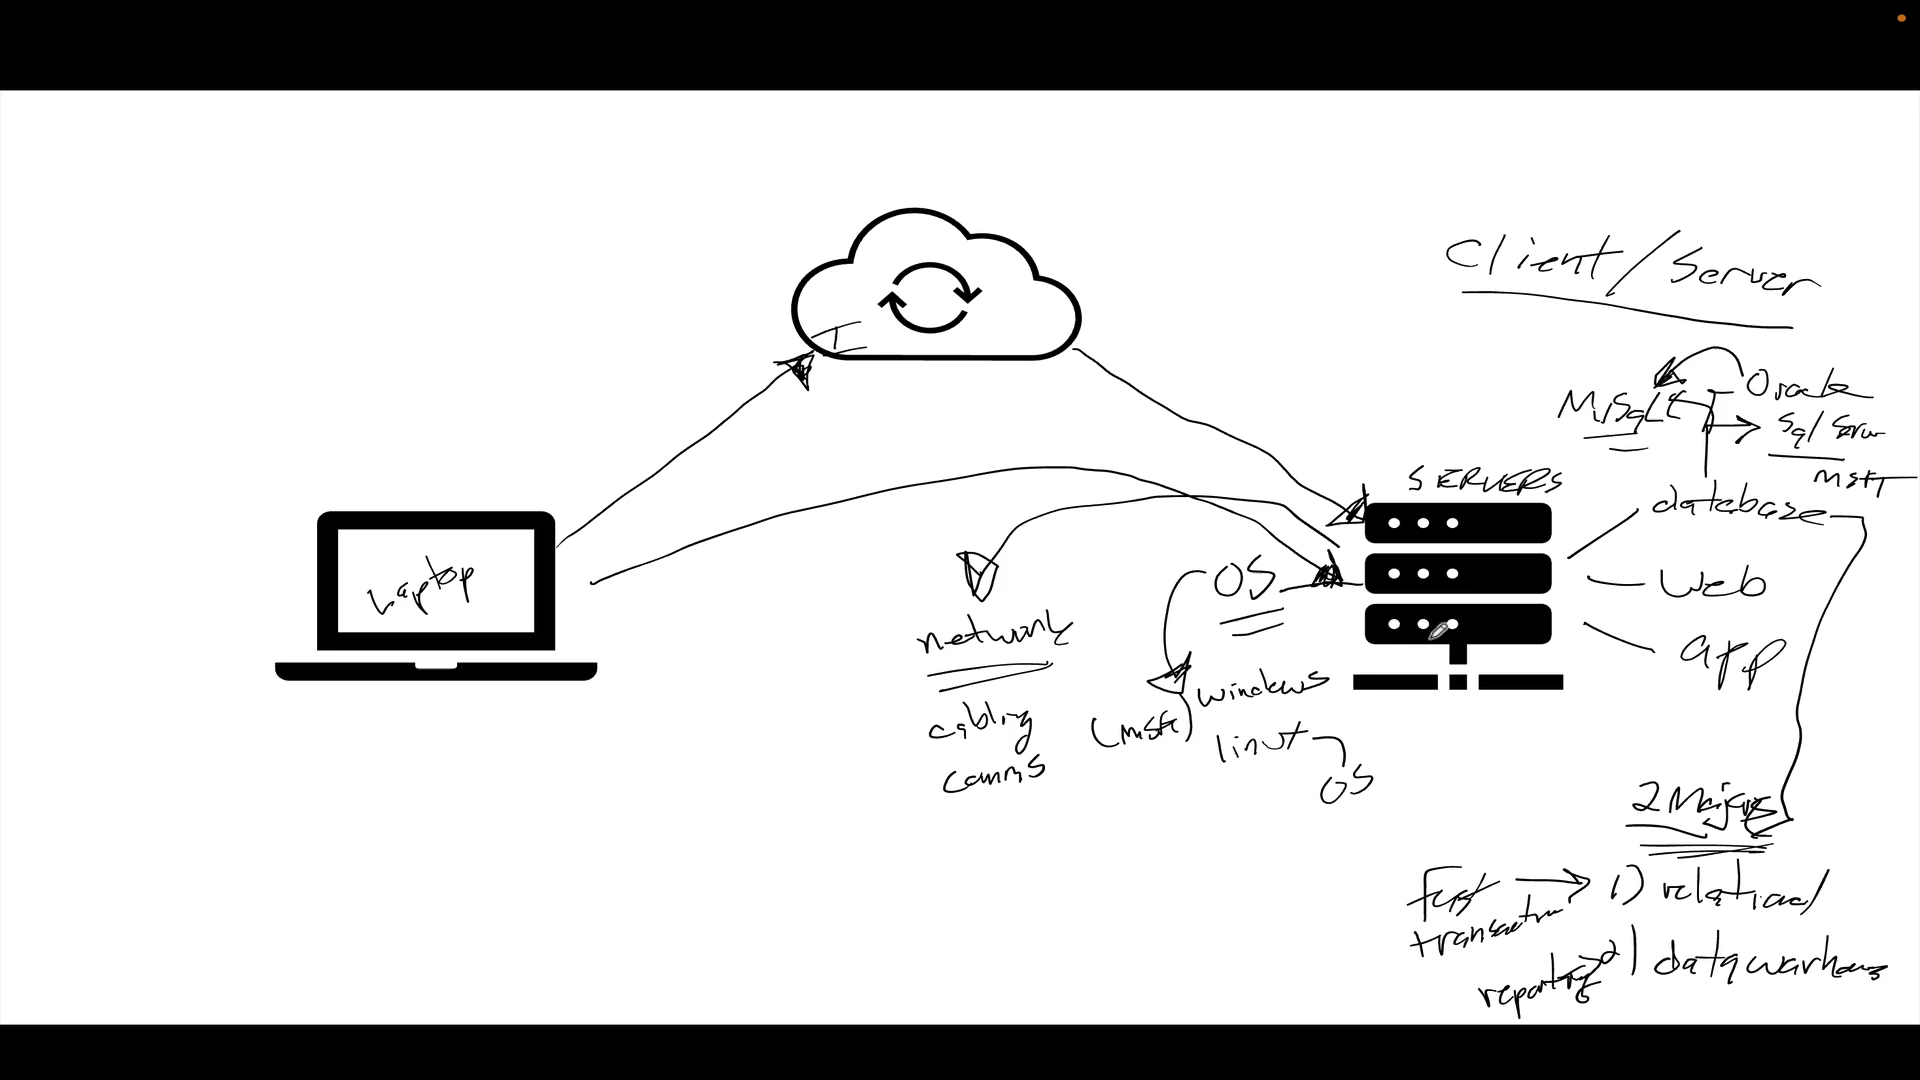 Client/Server
Oracle
MySQL
Sql Server
MSFT
SERVERS
database
Laptop
OS
web
network
app
windows
cabling
(msft)
linux
comms
OS
2 Majors
Fast
1) relational
transaction
2) datawarhous
reporting